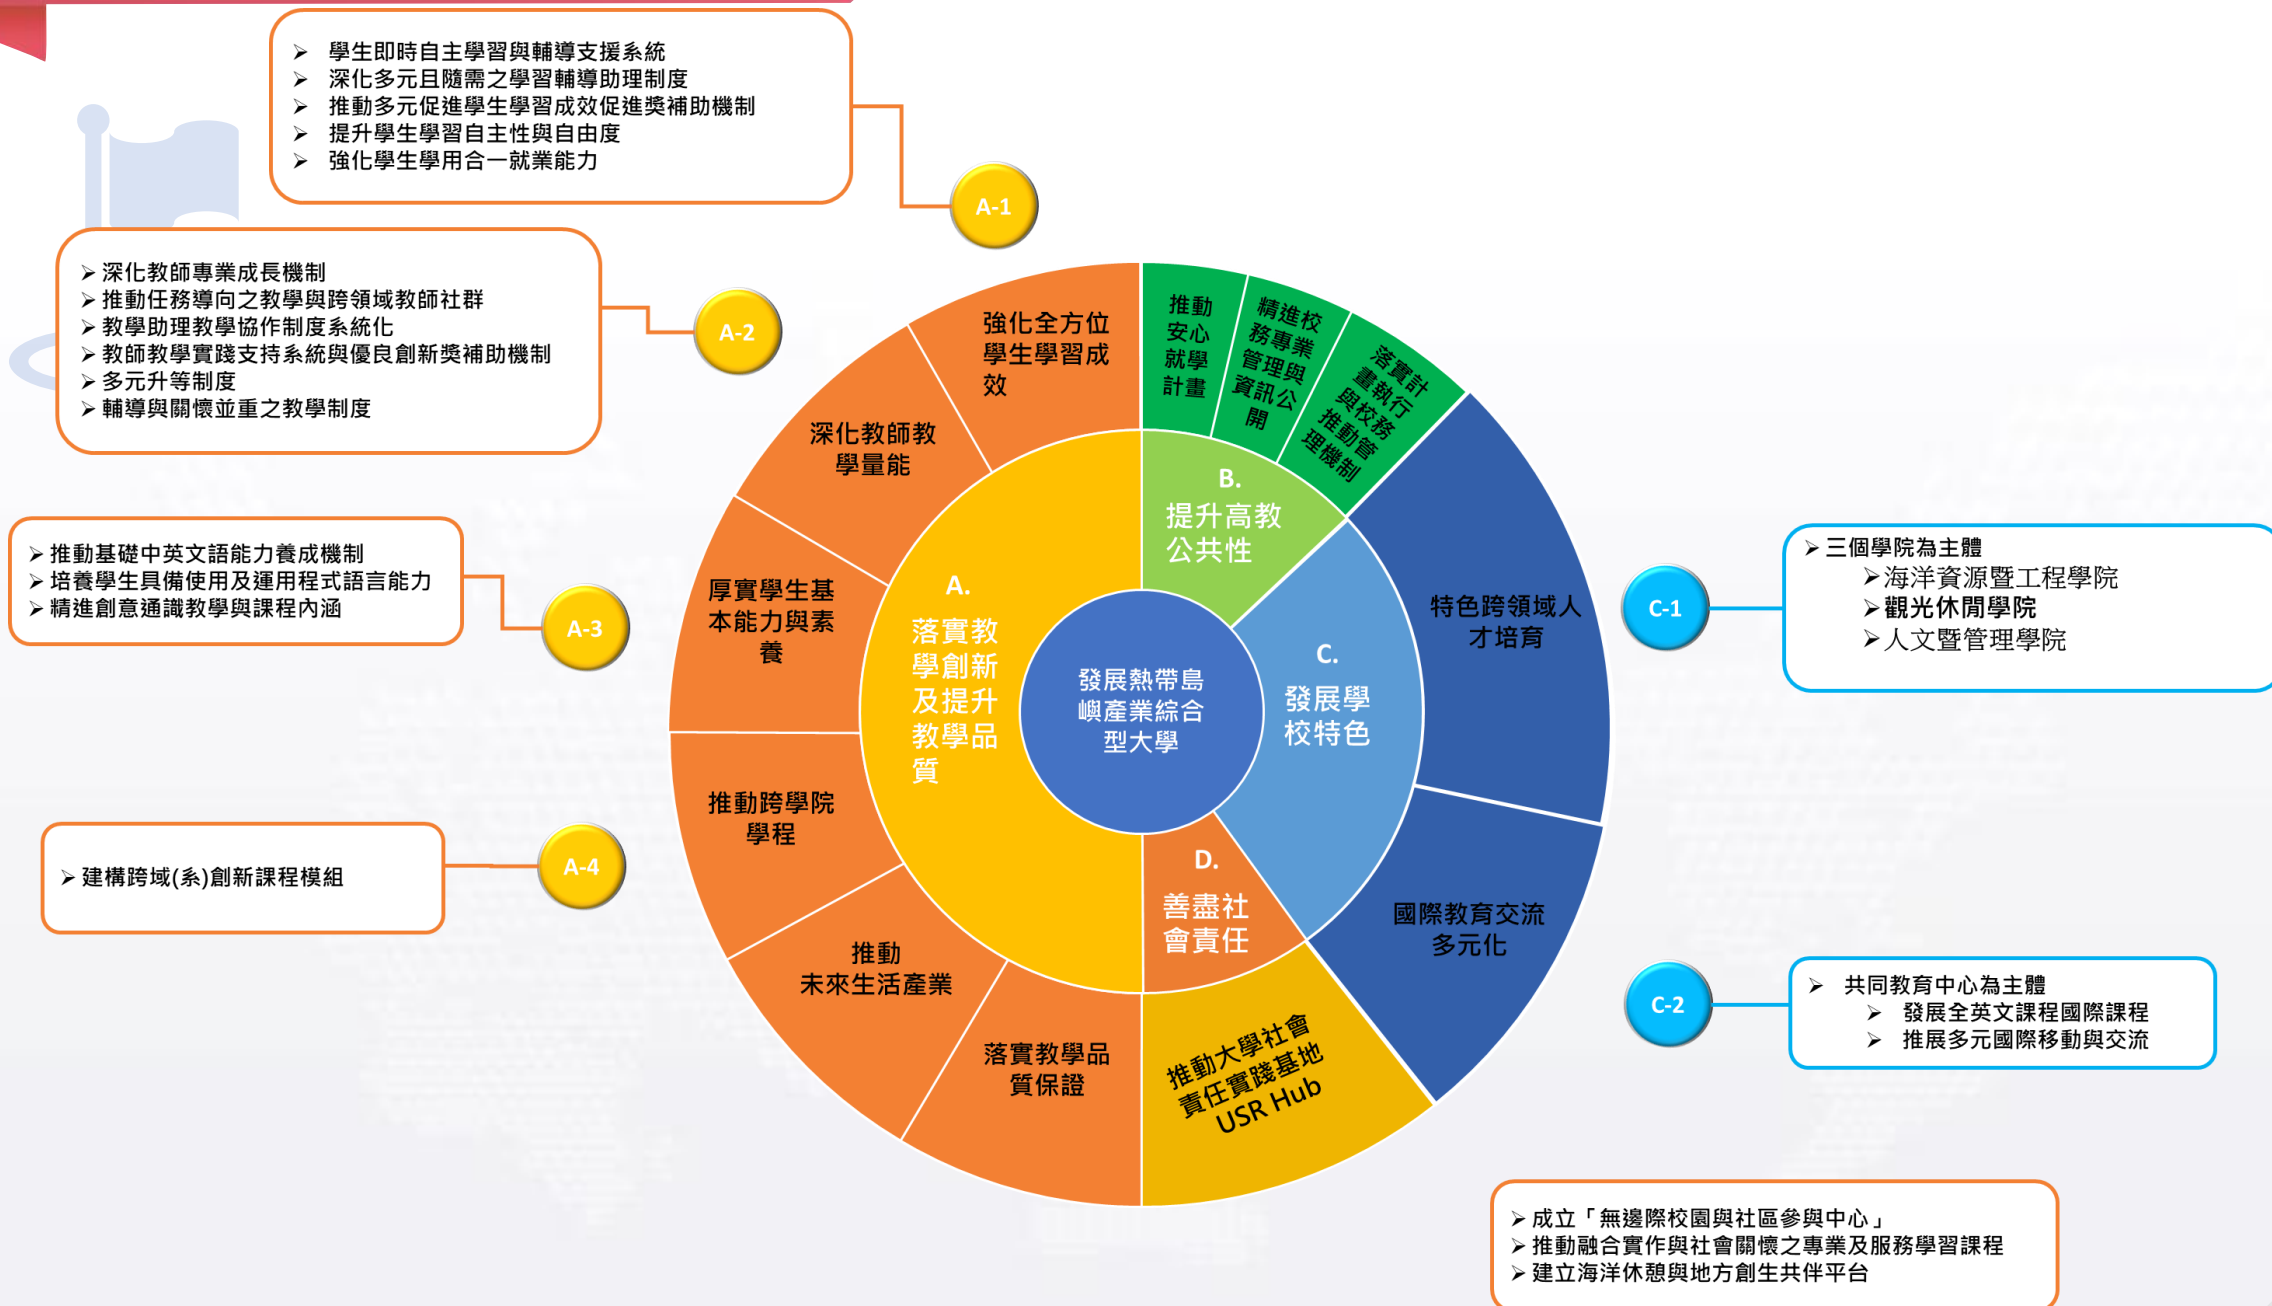 學生即時自主學習與輔導支援系統
深化多元且隨需之學習輔導助理制度
推動多元促進學生學習成效促進獎補助機制
提升學生學習自主性與自由度
強化學生學用合一就業能力
A-1
深化教師專業成長機制
推動任務導向之教學與跨領域教師社群
教學助理教學協作制度系統化
教師教學實踐支持系統與優良創新獎補助機制
多元升等制度
輔導與關懷並重之教學制度
A-2
推動基礎中英文語能力養成機制
培養學生具備使用及運用程式語言能力
精進創意通識教學與課程內涵
A-3
建構跨域(系)創新課程模組
A-4
強化全方位
學生學習成
效
深化教師教
學量能
厚實學生基
本能力與素
養
推動跨學院
學程
推動
未來生活產業
落實教學品
質保證
A.
落實教
學創新
及提升
教學品
質
發展熱帶島
嶼產業綜合
型大學
推動
安心
就學
計畫
精進校
務專業
管理與
資訊公
開
落實計
畫執行
與校務
推動管
理機制
B.
提升高教
公共性
C.
發展學
校特色
特色跨領域人
才培育
國際教育交流
多元化
D.
善盡社
會責任
推動大學社會
責任實踐基地
USR Hub
C-1
三個學院為主體
海洋資源暨工程學院
觀光休閒學院
人文暨管理學院
C-2
共同教育中心為主體
發展全英文課程國際課程
推展多元國際移動與交流
成立「無邊際校園與社區參與中心」
推動融合實作與社會關懷之專業及服務學習課程
建立海洋休憩與地方創生共伴平台